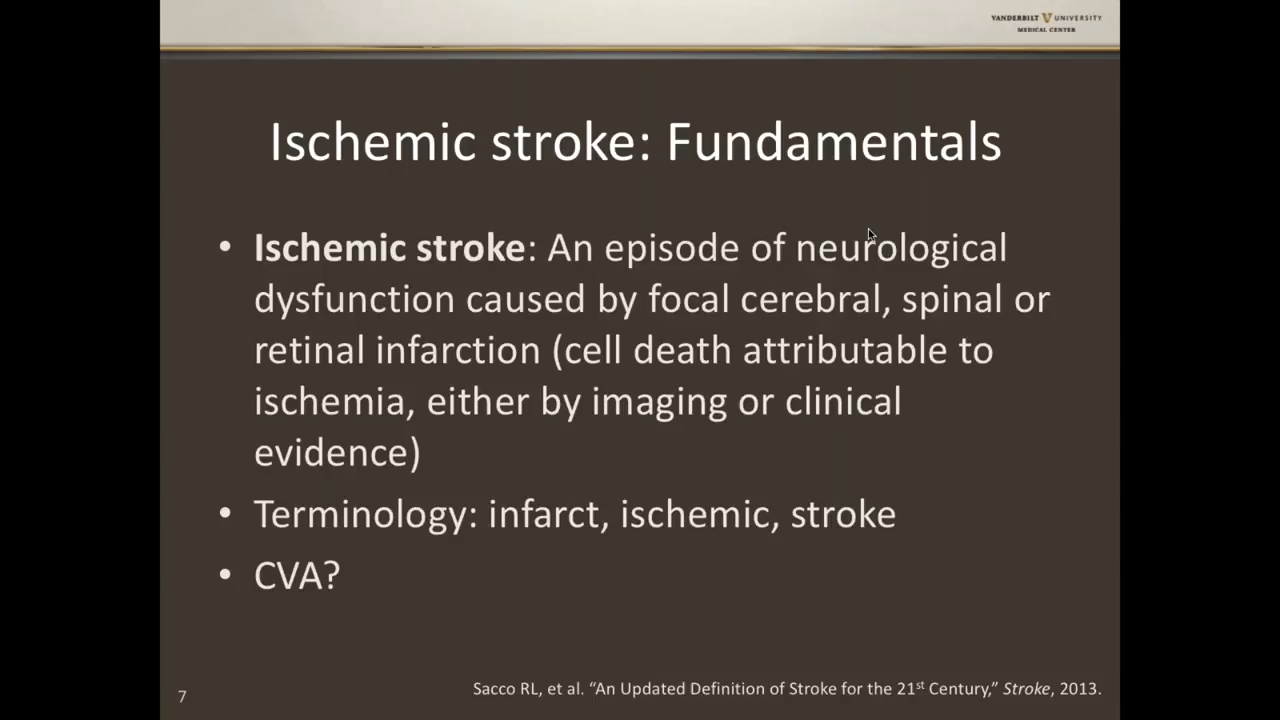 VANDERBILT V UNIVERSITY
MEDICAL CENTER
Ischemic stroke: Fundamentals
• Ischemic stroke: An episode of neurological
dysfunction caused by focal cerebral, spinal or
retinal infarction (cell death attributable to
ischemia, either by imaging or clinical
evidence)
• Terminology: infarct, ischemic, stroke
• CVA?
Sacco RL, et al. “An Updated Definition of Stroke for the 21st Century,” Stroke, 2013.
7